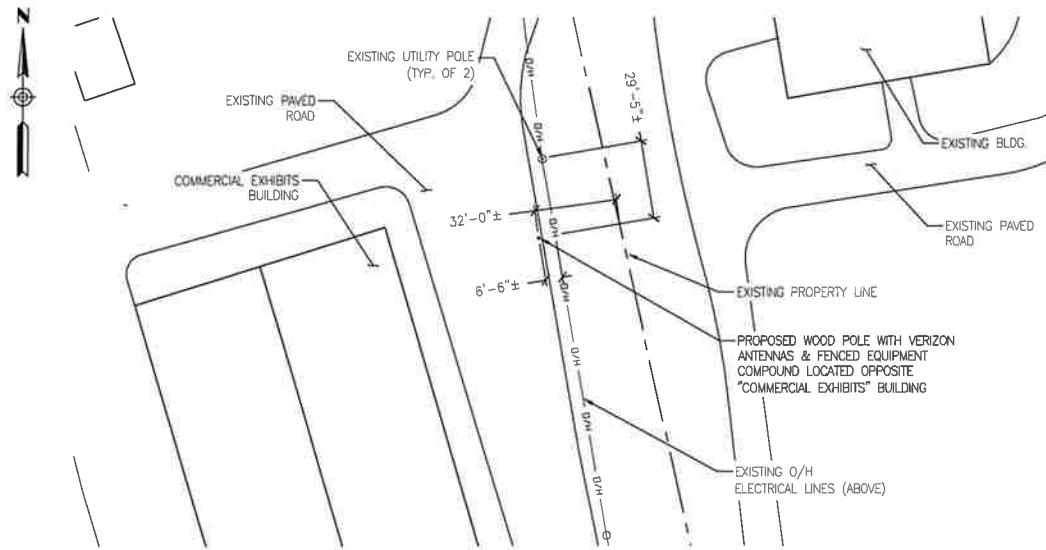 N
EXISTING UTILITY POLE
(TYP. OF 2)
29'-5"±
EXISTING PAVED
ROAD
COMMERCIAL EXHIBITS
BUILDING
EXISTING BLDG.
32'-0"±
EXISTING PAVED
ROAD
6'-6"±
EXISTING PROPERTY LINE
PROPOSED WOOD POLE WITH VERIZON
ANTENNAS & FENCED EQUIPMENT
COMPOUND LOCATED OPPOSITE
"COMMERCIAL EXHIBITS" BUILDING
EXISTING O/H
ELECTRICAL LINES (ABOVE)
O/H
O/H
O/H
O/H
O/H
O/H
O/H
O/H